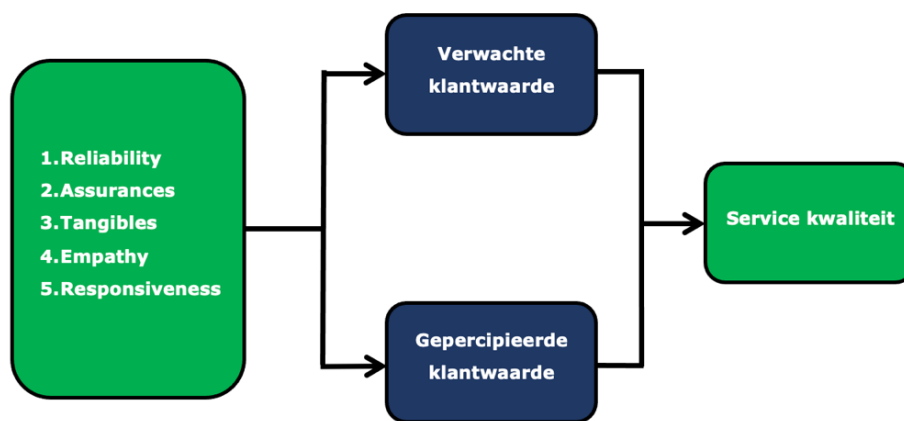 1.Reliability
2.Assurances
3.Tangibles
4.Empathy
5.Responsiveness
Verwachte
klantwaarde
Gepercipieerde
klantwaarde
Service kwaliteit